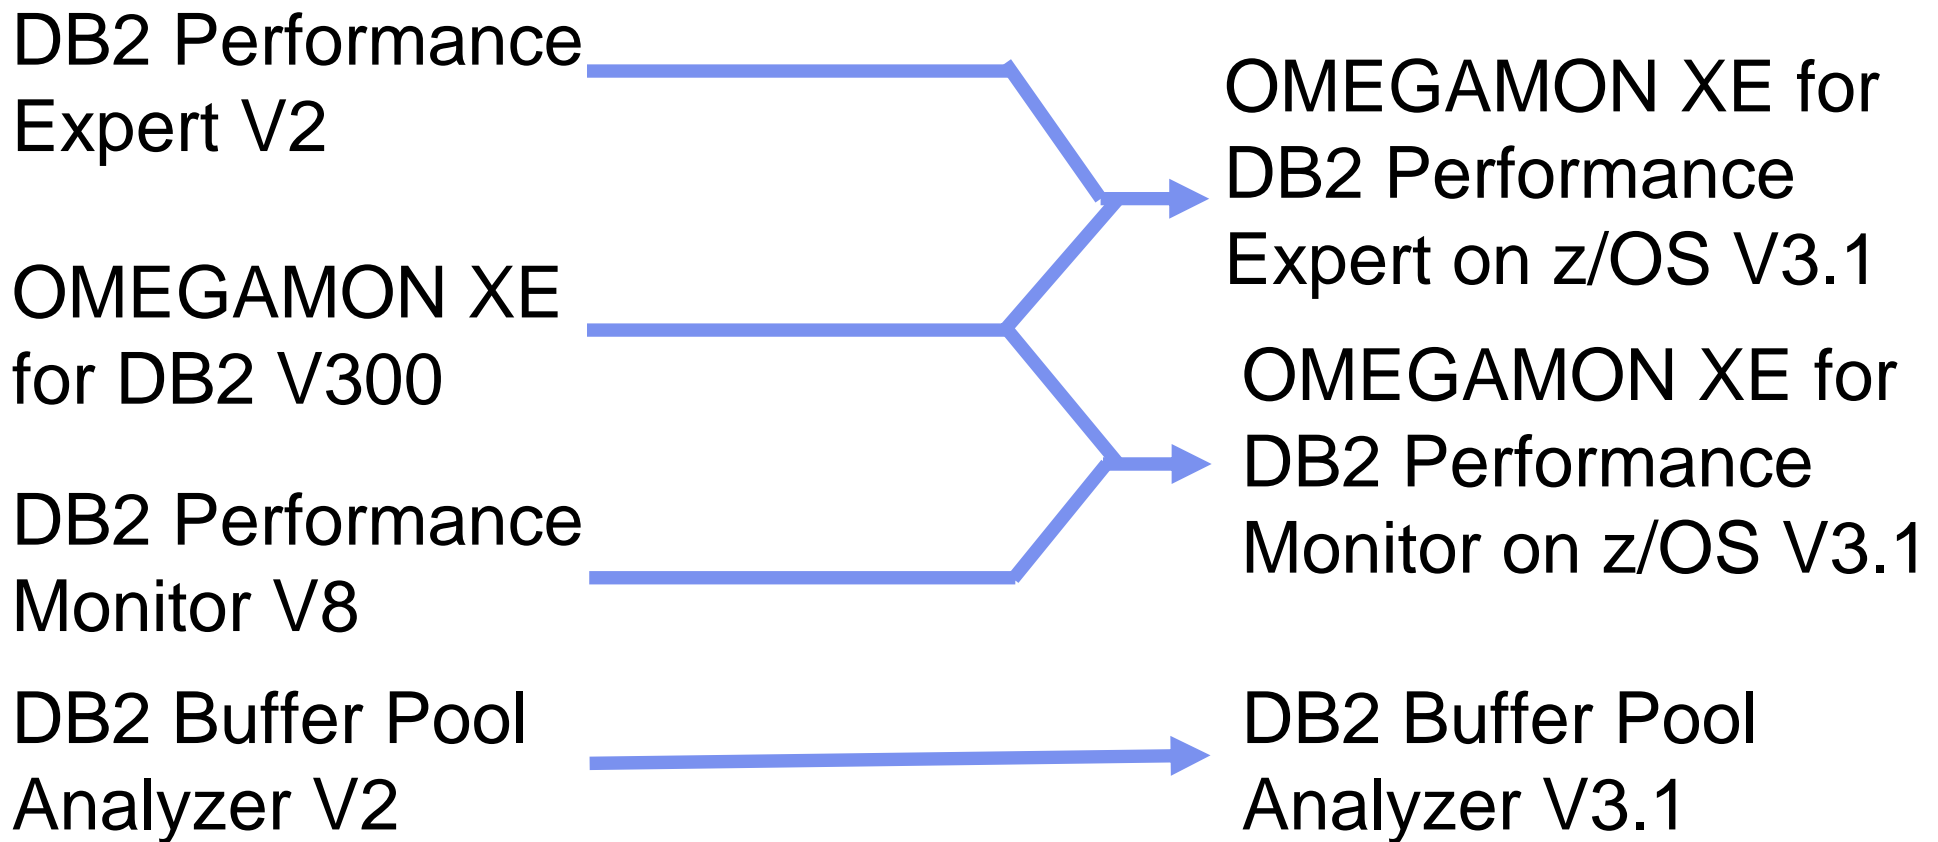 DB2 Performance
Expert V2
OMEGAMON XE
for DB2 V300
DB2 Performance
Monitor V8
DB2 Buffer Pool
Analyzer V2
OMEGAMON XE for
DB2 Performance
Expert on z/OS V3.1
OMEGAMON XE for
DB2 Performance
Monitor on z/OS V3.1
DB2 Buffer Pool
Analyzer V3.1